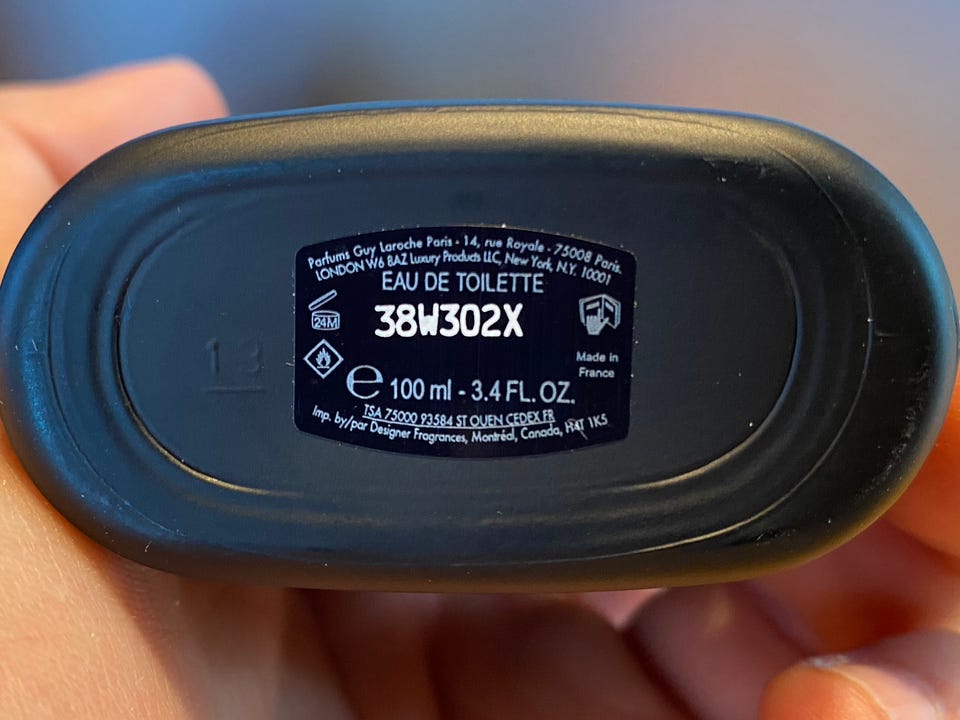 Parfums Guy Laroche Paris - 14, rue Royale - 75008 Paris.
LONDON W6 8AZ Luxury Products LLC, New York, N.Y. 10001
EAU DE TOILETTE
24M
38W302X
Made in
France
e 100 ml - 3.4 FL. OZ.
TSA 75000 93584 ST OUEN CEDEX FR
Imp. by/par Designer Fragrances, Montréal, Canada, H4T 1K5
13